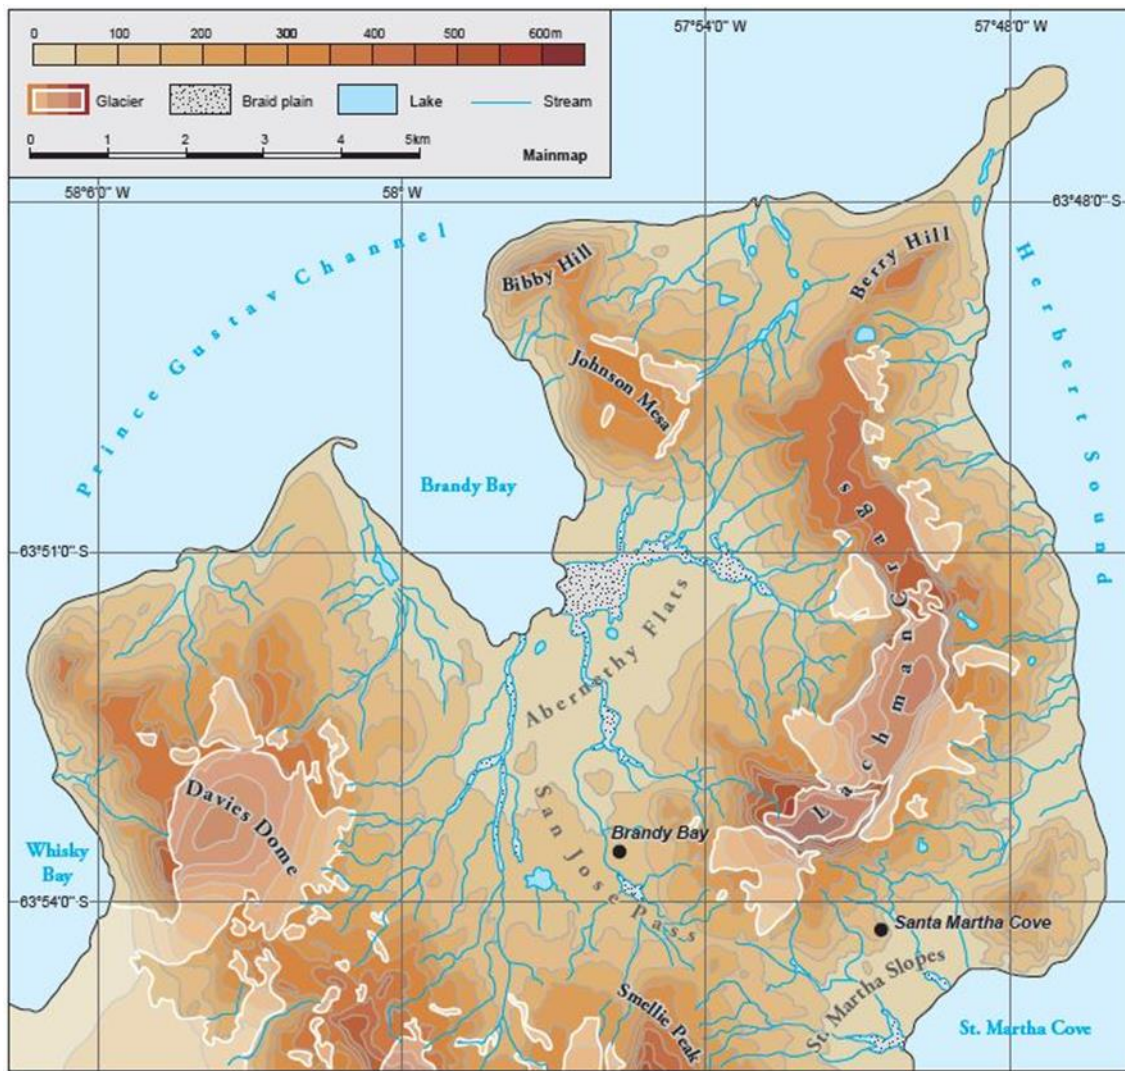 0 100 200 300 400 500 600m
Glacier Braid plain Lake Stream
0 1 2 3 4 5km
Mainmap
57°54'0" W 57°48'0" W
58°6'0" W 58° W
63°48'0" S
Prince Gustav Channel
Herbert Sound
Bibby Hill
Berry Hill
Johnson Mesa
Brandy Bay
63°51'0" S
Lachman Crags
Abernethy Flats
Davies Dome
San Jose Pass
Whisky
Bay
Brandy Bay
63°54'0" S
Santa Martha Cove
St. Martha Slopes
Smellie Peak
St. Martha Cove